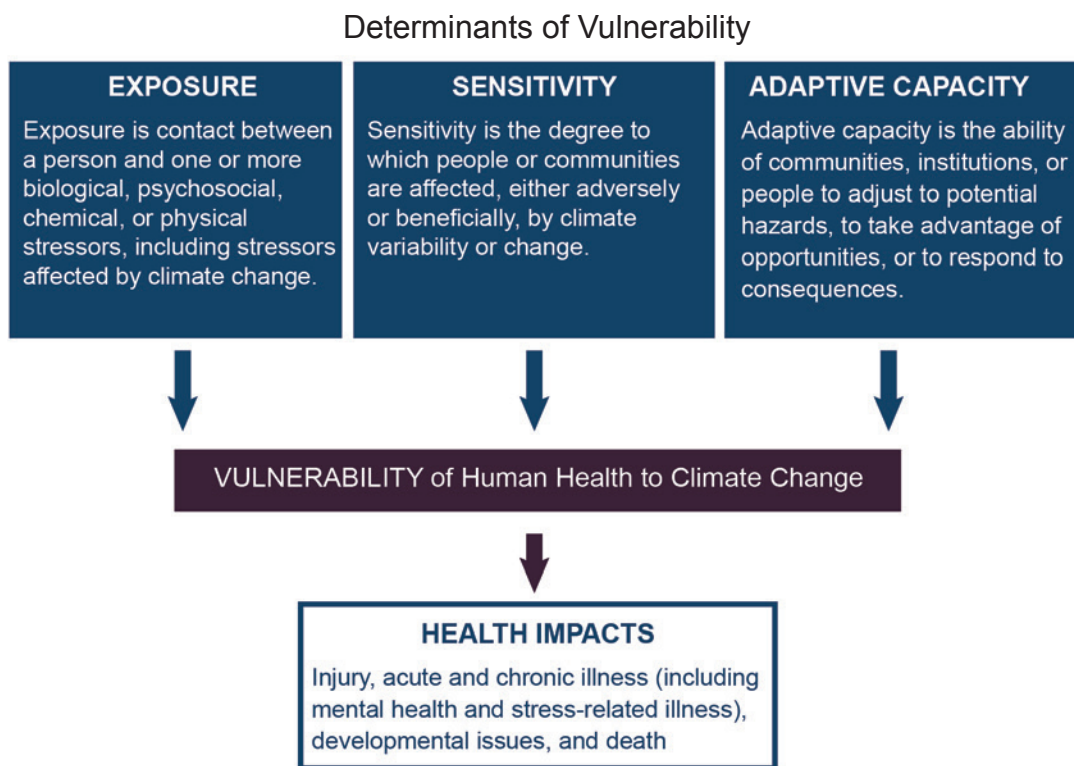 Determinants of Vulnerability
EXPOSURE
Exposure is contact between
a person and one or more
biological, psychosocial,
chemical, or physical
stressors, including stressors
affected by climate change.
SENSITIVITY
Sensitivity is the degree to
which people or communities
are affected, either adversely
or beneficially, by climate
variability or change.
ADAPTIVE CAPACITY
Adaptive capacity is the ability
of communities, institutions, or
people to adjust to potential
hazards, to take advantage of
opportunities, or to respond to
consequences.
VULNERABILITY of Human Health to Climate Change
HEALTH IMPACTS
Injury, acute and chronic illness (including
mental health and stress-related illness),
developmental issues, and death